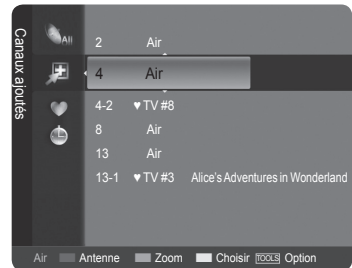 Canaux ajoutés
All
2 Air
4 Air
4-2 ♥ TV #8
8 Air
13 Air
13-1 ♥ TV #3 Alice's Adventures in Wonderland
Air Antenne Zoom Choisir TOOLS Option